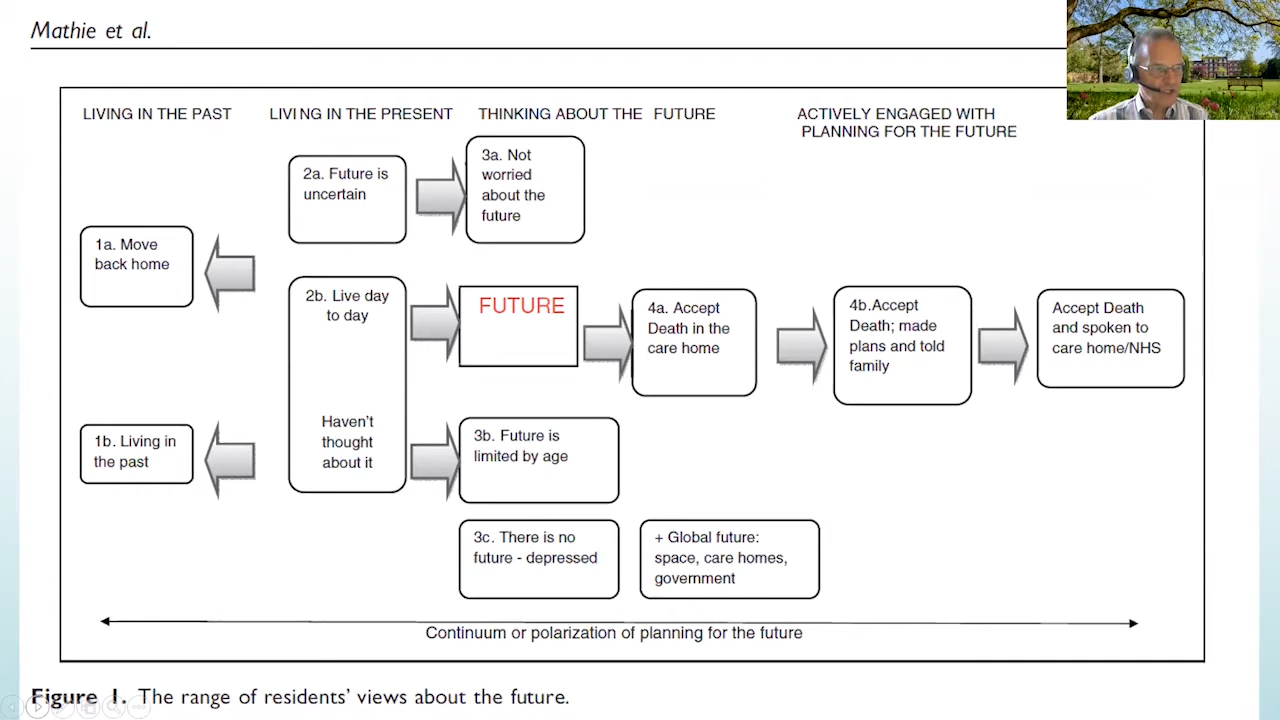 Mathie et al.
LIVING IN THE PAST
LIVING IN THE PRESENT
THINKING ABOUT THE FUTURE
ACTIVELY ENGAGED WITH
PLANNING FOR THE FUTURE
2a. Future is
uncertain
3a. Not
worried
about the
future
1a. Move
back home
2b. Live day
to day
FUTURE
4a. Accept
Death in the
care home
4b.Accept
Death; made
plans and told
family
Accept Death
and spoken to
care home/NHS
1b. Living in
the past
Haven't
thought
about it
3b. Future is
limited by age
3c. There is no
future - depressed
+ Global future:
space, care homes,
government
Continuum or polarization of planning for the future
Figure 1. The range of residents' views about the future.